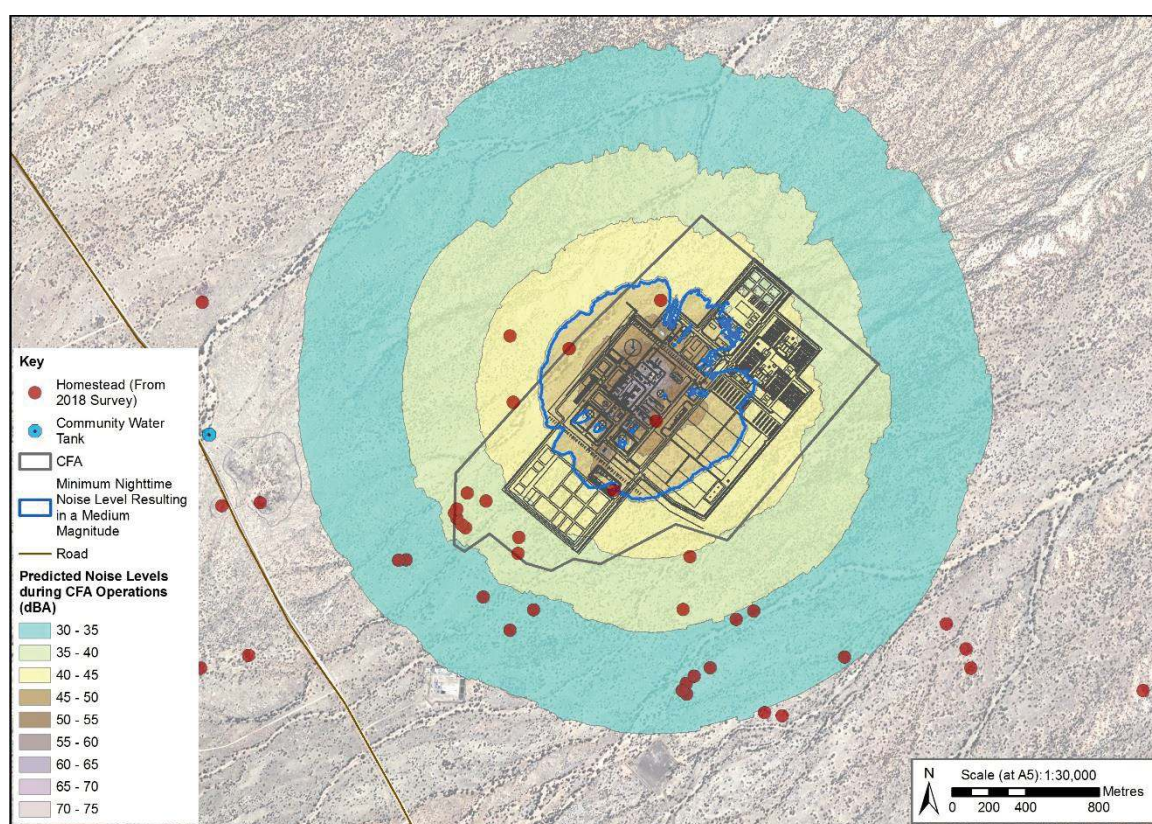 Key
Homestead (From
2018 Survey)
Community Water
Tank
CFA
Minimum Nighttime
Noise Level Resulting
in a Medium
Magnitude
Road
Predicted Noise Levels
during CFA Operations
(dBA)
30 - 35
35 - 40
40 - 45
45 - 50
50 - 55
55 - 60
60 - 65
65 - 70
70 - 75
N
Scale (at A5): 1:30,000
Metres
0 200 400 800